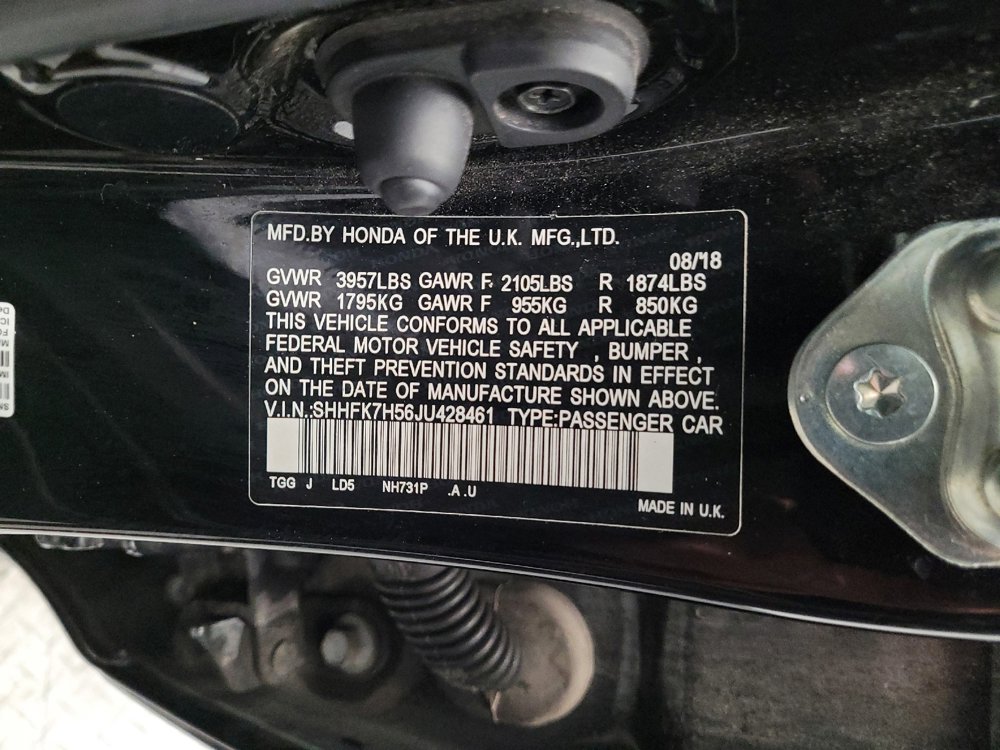 MFD.BY HONDA OF THE U.K. MFG.,LTD.
08/18
GVWR 3957LBS GAWR F 2105LBS R 1874LBS
GVWR 1795KG GAWR F 955KG R 850KG
THIS VEHICLE CONFORMS TO ALL APPLICABLE
FEDERAL MOTOR VEHICLE SAFETY , BUMPER ,
AND THEFT PREVENTION STANDARDS IN EFFECT
ON THE DATE OF MANUFACTURE SHOWN ABOVE.
V.I.N.:SHHFK7H56JU428461 TYPE:PASSENGER CAR
TGG J LD5 NH731P .A .U
MADE IN U.K.